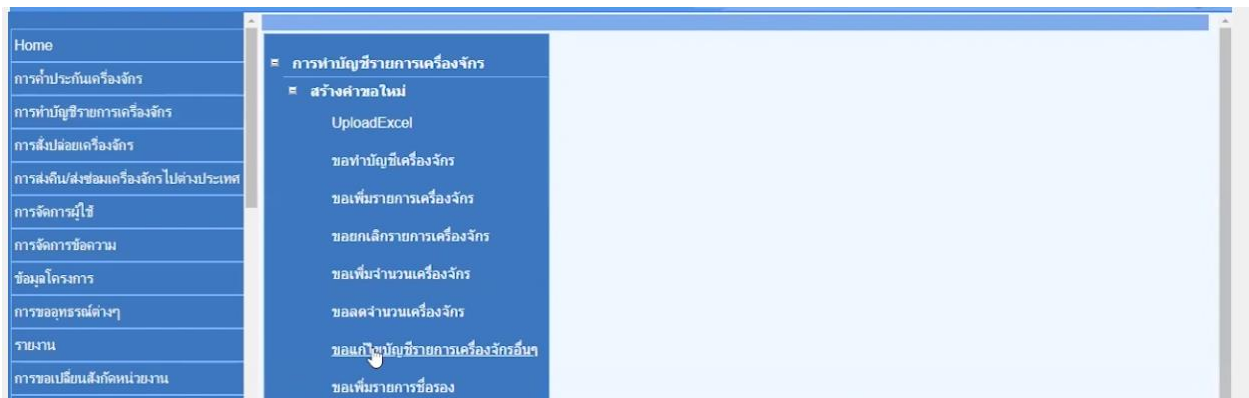 Home
การค้ำประกันเครื่องจักร
การทำบัญชีรายการเครื่องจักร
การสั่งปล่อยเครื่องจักร
การส่งคืน/ส่งซ่อมเครื่องจักรไปต่างประเทศ
การจัดการผู้ใช้
การจัดการข้อความ
ข้อมูลโครงการ
การขออุทธรณ์ต่างๆ
รายงาน
การขอเปลี่ยนสังกัดหน่วยงาน
การทำบัญชีรายการเครื่องจักร
สร้างคำขอใหม่
UploadExcel
ขอทำบัญชีเครื่องจักร
ขอเพิ่มรายการเครื่องจักร
ขอยกเลิกรายการเครื่องจักร
ขอเพิ่มจำนวนเครื่องจักร
ขอลดจำนวนเครื่องจักร
ขอแก้ไขบัญชีรายการเครื่องจักรอื่นๆ
ขอเพิ่มรายการชื่อรอง